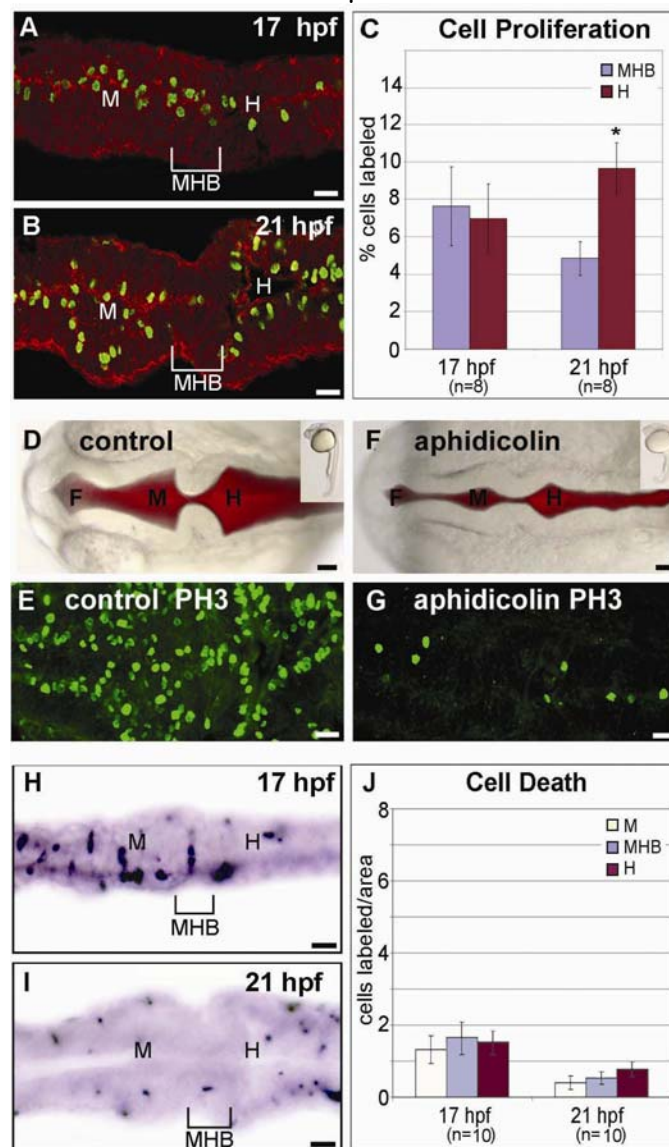 A 17 hpf
M
H
MHB
B 21 hpf
M
H
MHB
C Cell Proliferation
MHB
H
% cells labeled
14
12
10
8
6
4
2
0
*
17 hpf 21 hpf
(n=8) (n=8)
D control
F M H
F aphidicolin
F M H
E control PH3
G aphidicolin PH3
H 17 hpf
M H
MHB
I 21 hpf
M H
MHB
J Cell Death
M
MHB
H
cells labeled/area
8
6
4
2
0
17 hpf 21 hpf
(n=10) (n=10)